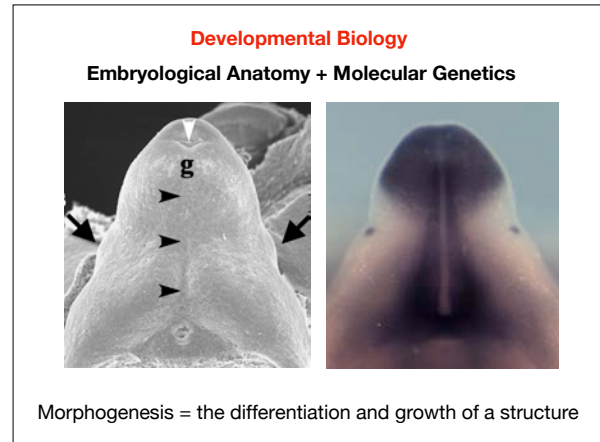 Developmental Biology
Embryological Anatomy + Molecular Genetics
g
Morphogenesis = the differentiation and growth of a structure